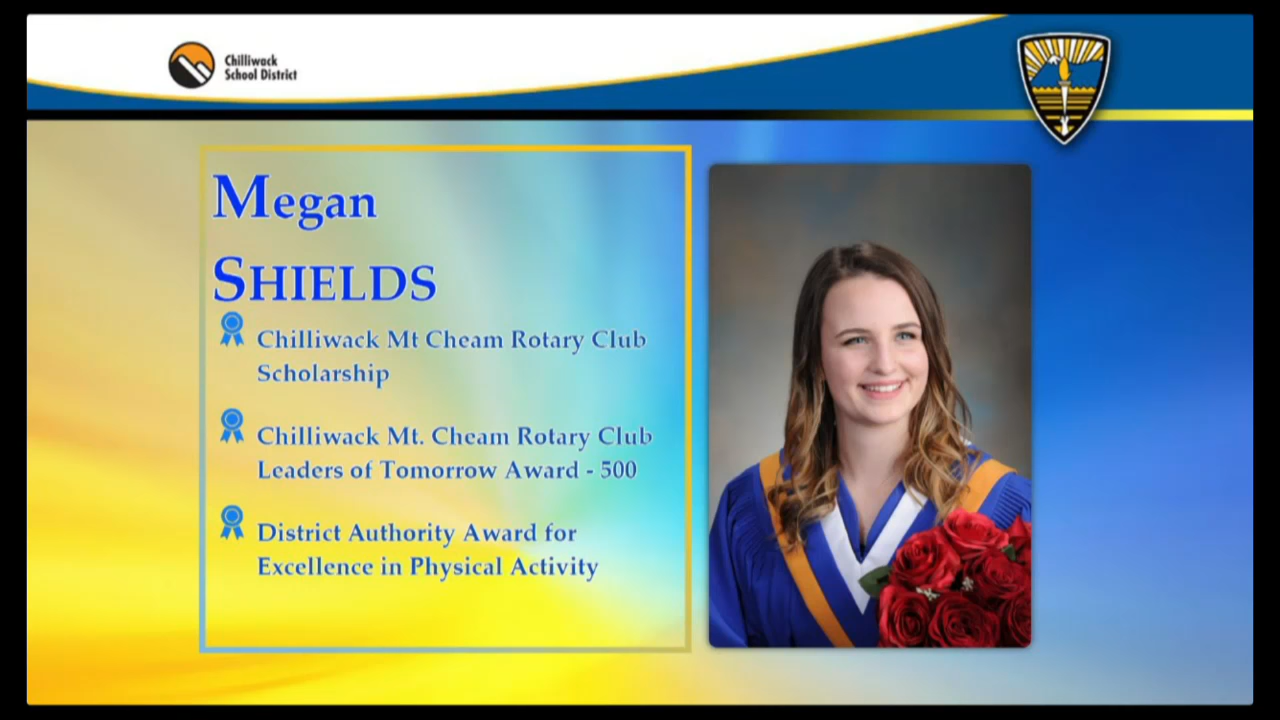 Chilliwack
School District
Megan
SHIELDS
Chilliwack Mt Cheam Rotary Club
Scholarship
Chilliwack Mt. Cheam Rotary Club
Leaders of Tomorrow Award - 500
District Authority Award for
Excellence in Physical Activity